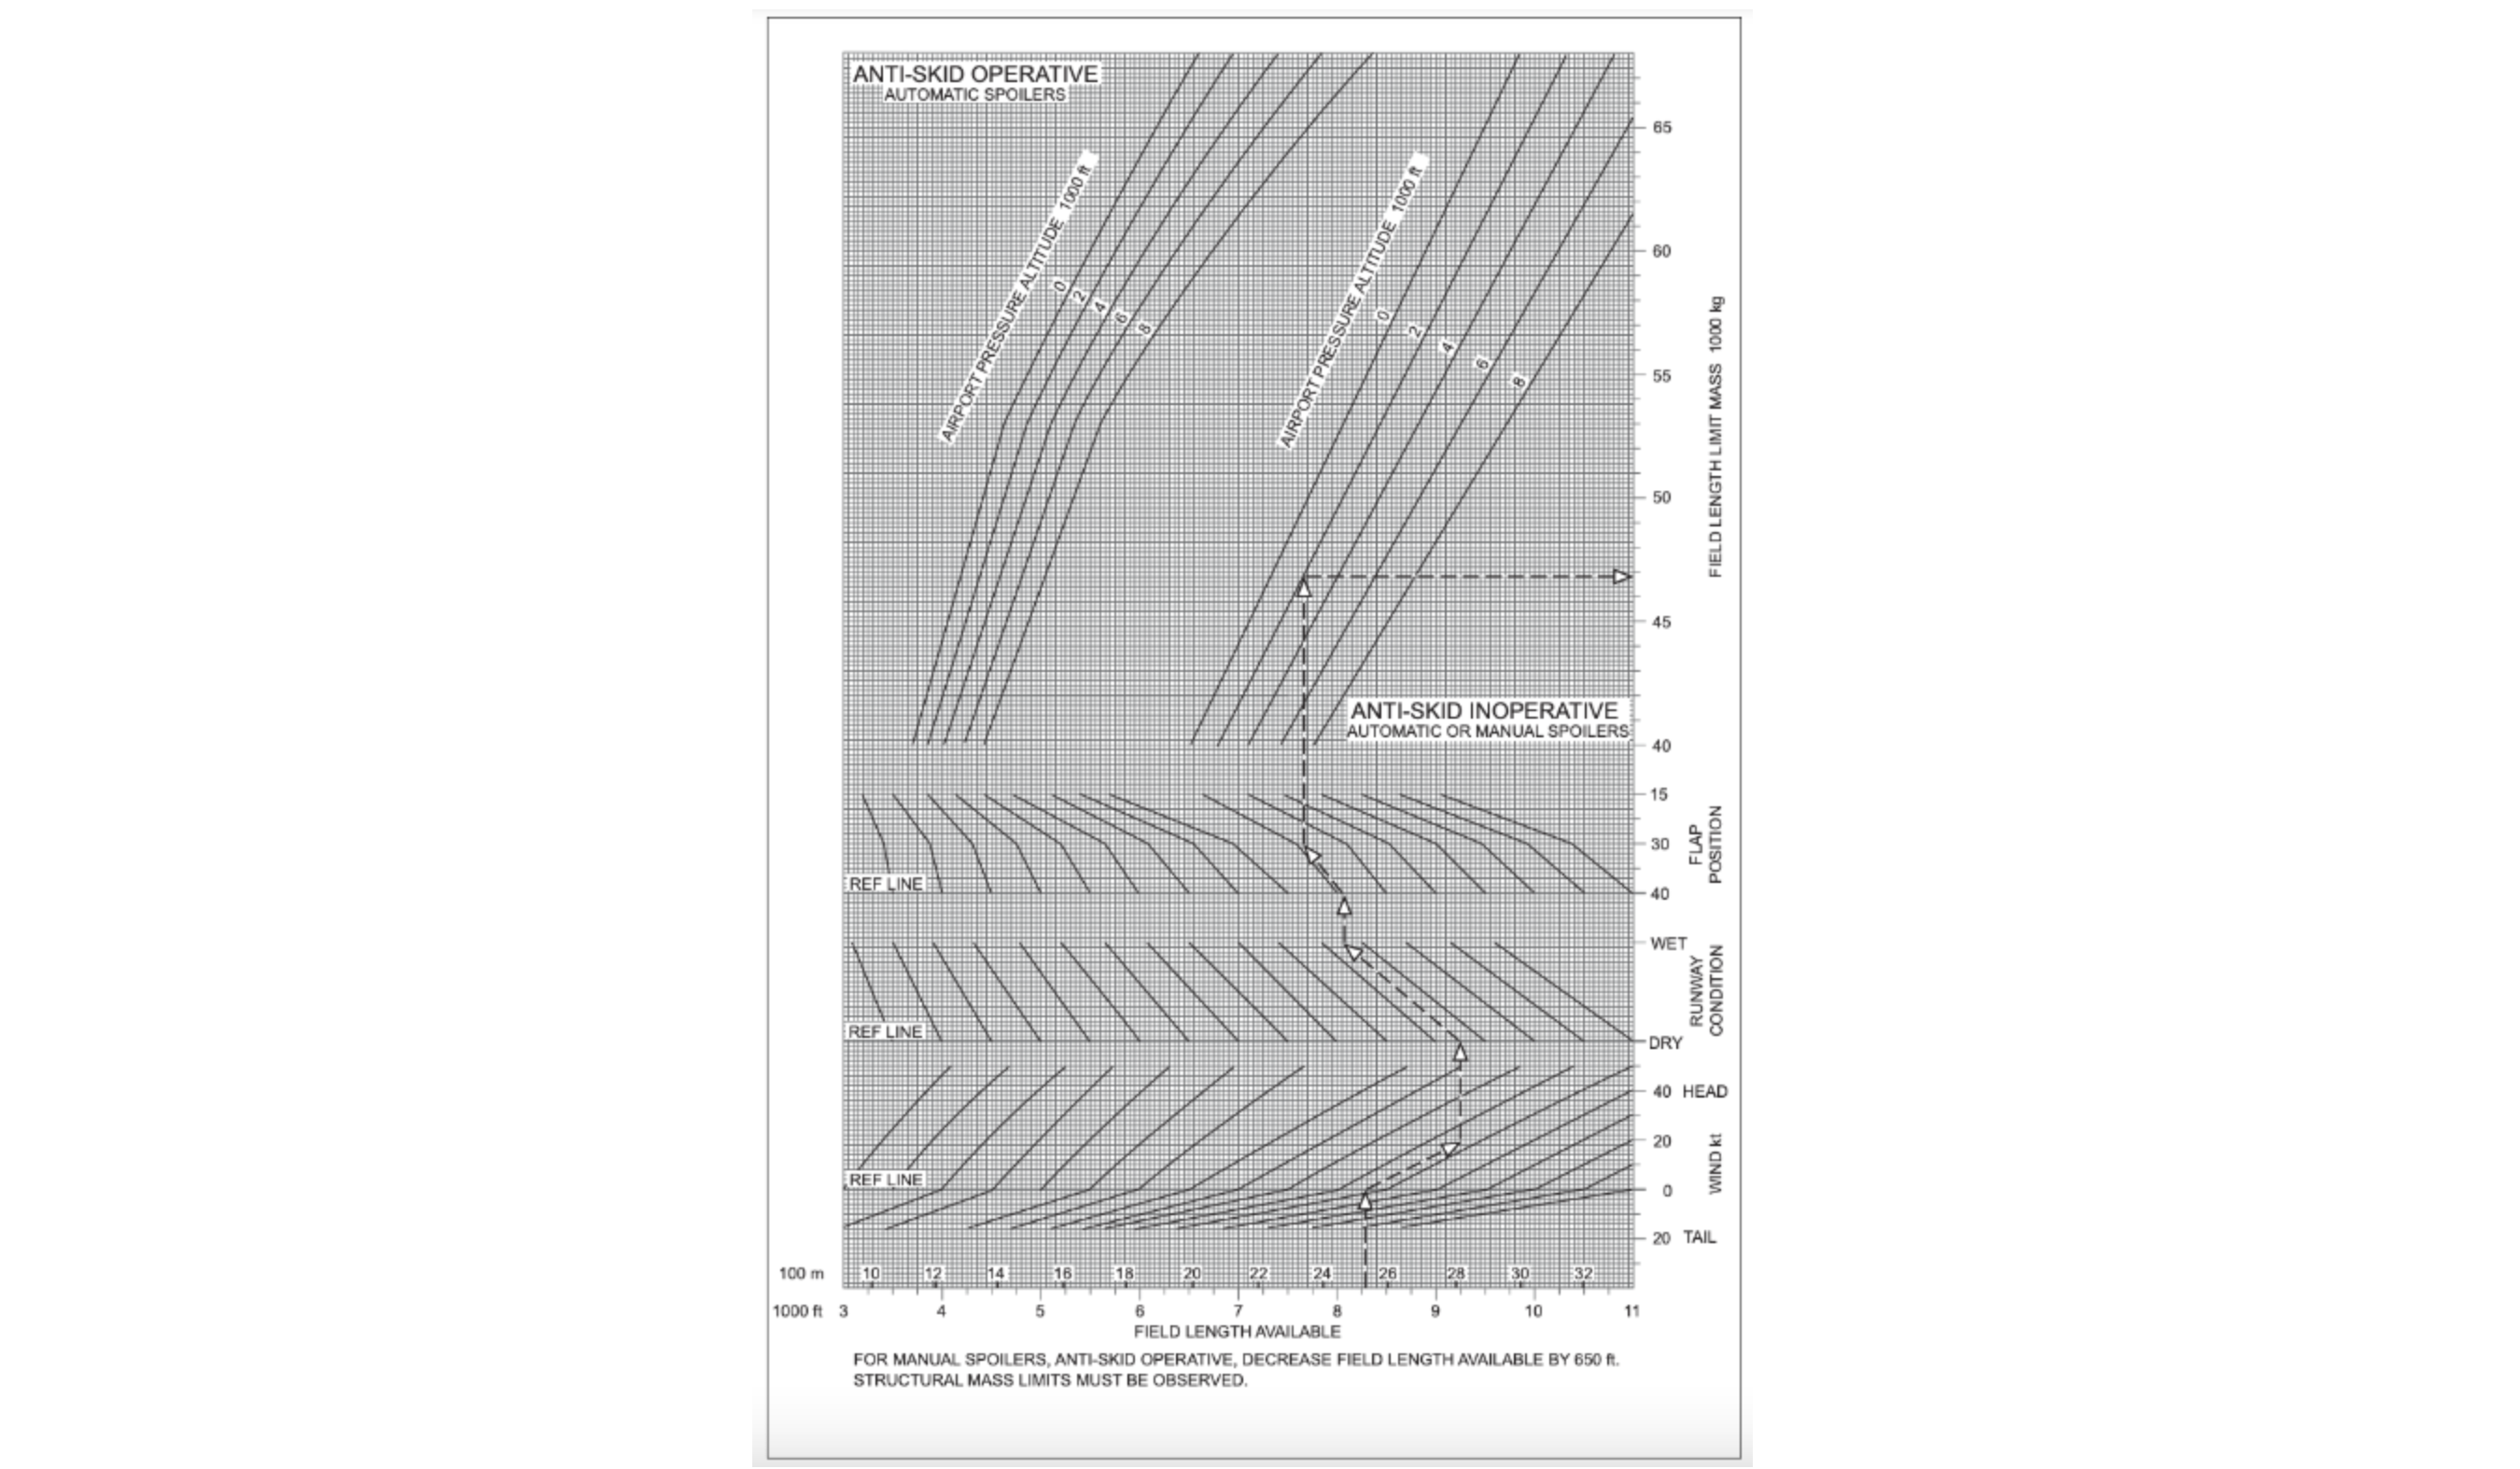 ANTI-SKID OPERATIVE
AUTOMATIC SPOILERS
65
AIRPORT PRESSURE ALTITUDE 1000 ft
0
2
4
6
8
AIRPORT PRESSURE ALTITUDE 1000 ft
0
2
4
6
8
60
55
50
45
40
FIELD LENGTH LIMIT MASS 1000 kg
ANTI-SKID INOPERATIVE
AUTOMATIC OR MANUAL SPOILERS
15
30
40
FLAP
POSITION
REF LINE
WET
DRY
RUNWAY
CONDITION
REF LINE
40 HEAD
20
0
20 TAIL
WIND kt
REF LINE
100 m 10 12 14 16 18 20 22 24 26 28 30 32
1000 ft 3 4 5 6 7 8 9 10 11
FIELD LENGTH AVAILABLE
FOR MANUAL SPOILERS, ANTI-SKID OPERATIVE, DECREASE FIELD LENGTH AVAILABLE BY 650 ft.
STRUCTURAL MASS LIMITS MUST BE OBSERVED.